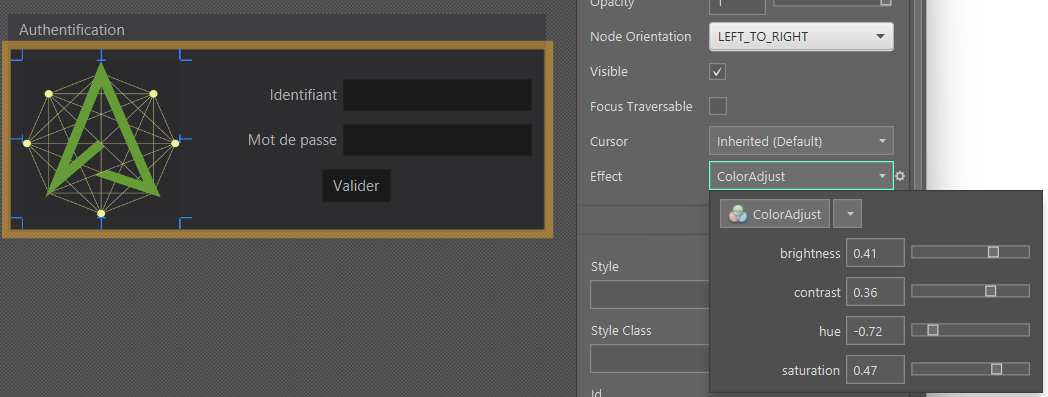 Authentification
Identifiant
Mot de passe
Valider
Opacity
1
Node Orientation
LEFT_TO_RIGHT
Visible
Focus Traversable
Cursor
Inherited (Default)
Effect
ColorAdjust
ColorAdjust
brightness
0.41
contrast
0.36
hue
-0.72
saturation
0.47
Style
Style Class
Id